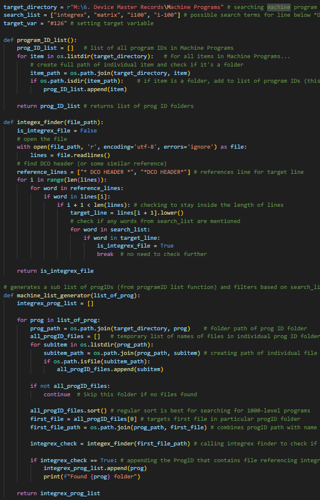 target_directory = r"M:\6. Device Master Records\Machine Programs" # searching machine program
search_list = ["integrex", "matrix", "i100", "i-100"] # possible search terms for line below "D
target_var = "#126" # setting target variable
def program_ID_list():
prog_ID_list = []   # list of all program IDs in Machine Programs
for item in os.listdir(target_directory):   # For all items in Machine Programs...
# create full path of individual item and check if it's a folder
item_path = os.path.join(target_directory, item)
if os.path.isdir(item_path):    # if item is a folder, add to list of program IDs (this
prog_ID_list.append(item)
return prog_ID_list # returns list of prog ID folders
def integex_finder(file_path):
is_integrex_file = False
# open the file
with open(file_path, 'r', encoding='utf-8', errors='ignore') as file:
lines = file.readlines()
# find DCO header (or some similar reference)
reference_lines = ["* DCO HEADER *", "*DCO HEADER*"] # references line for target line
for i in range(len(lines)):
for word in reference_lines:
if word in lines[i]:
if i + 1 < len(lines): # checking to stay inside the length of lines
target_line = lines[i + 1].lower()
# check if any words from search_list are mentioned
for word in search_list:
if word in target_line:
is_integrex_file = True
break  # no need to check further
return is_integrex_file
# generates a sub list of progIDs (from programID list function) and filters based on search_li
def machine_list_generator(list_of_prog):
integrex_prog_list = []
for prog in list_of_prog:
prog_path = os.path.join(target_directory, prog)    # Folder path of prog ID folder
all_progID_files = []   # temporary list of names of files in individual prog ID folder
for subitem in os.listdir(prog_path):
subitem_path = os.path.join(prog_path, subitem) # creating path of individual file
if os.path.isfile(subitem_path):
all_progID_files.append(subitem)
if not all_progID_files:
continue  # Skip this folder if no files found
all_progID_files.sort() # regular sort is best for searching for 1000-level programs
first_file = all_progID_files[0] # targets first file in particular progID folder
first_file_path = os.path.join(prog_path, first_file) # combines progID path with name
integrex_check = integex_finder(first_file_path) # calling integrex finder to check if
if integrex_check == True: # appending the ProgID that contains file referencing integr
integrex_prog_list.append(prog)
print(f"Found {prog} folder")
return integrex_prog_list